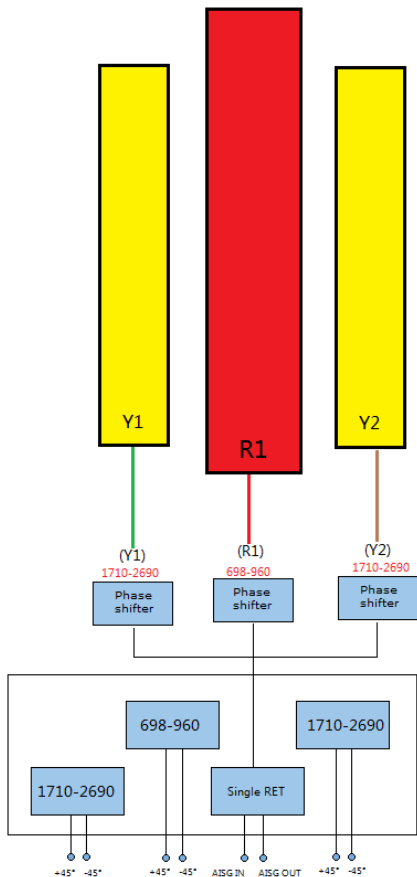 Y1
R1
Y2
(Y1)
1710-2690
(R1)
698-960
(Y2)
1710-2690
Phase
shifter
Phase
shifter
Phase
shifter
698-960
1710-2690
1710-2690
Single RET
+45° -45°
+45° -45°
AISG IN AISG OUT
+45° -45°